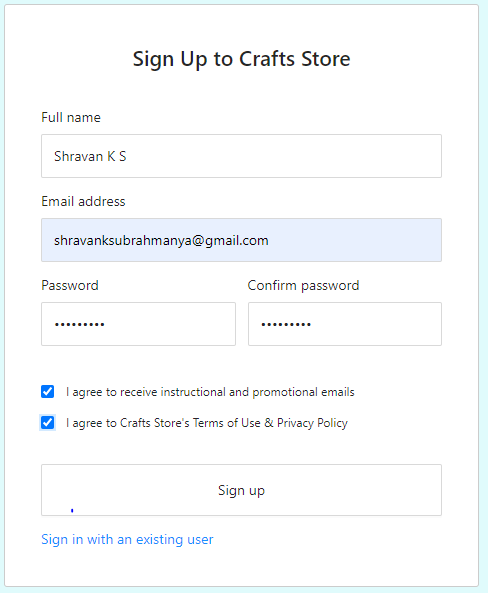 Sign Up to Crafts Store
Full name
Shravan K S
Email address
shravanksubrahmanya@gmail.com
Password Confirm password
••••••••• •••••••••
I agree to receive instructional and promotional emails
I agree to Crafts Store's Terms of Use & Privacy Policy
Sign up
Sign in with an existing user